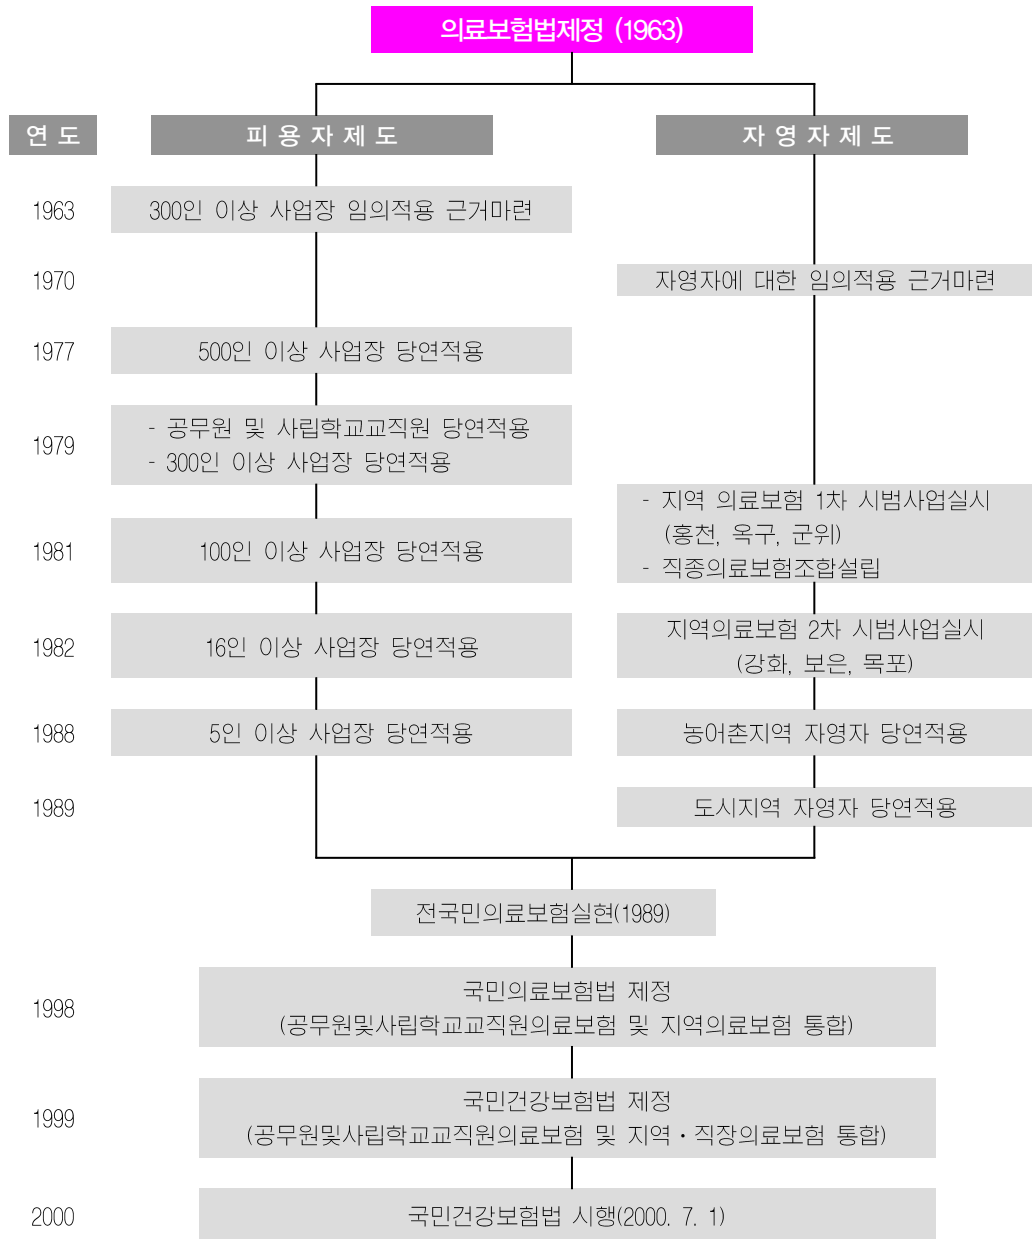 의료보험법제정 (1963)
연 도
피 용 자 제 도
자 영 자 제 도
1963
300인 이상 사업장 임의적용 근거마련
1970
자영자에 대한 임의적용 근거마련
1977
500인 이상 사업장 당연적용
1979
- 공무원 및 사립학교교직원 당연적용
- 300인 이상 사업장 당연적용
1981
100인 이상 사업장 당연적용
- 지역 의료보험 1차 시범사업실시
(홍천, 옥구, 군위)
- 직종의료보험조합설립
1982
16인 이상 사업장 당연적용
지역의료보험 2차 시범사업실시
(강화, 보은, 목포)
1988
5인 이상 사업장 당연적용
농어촌지역 자영자 당연적용
1989
도시지역 자영자 당연적용
전국민의료보험실현(1989)
1998
국민의료보험법 제정
(공무원및사립학교교직원의료보험 및 지역의료보험 통합)
1999
국민건강보험법 제정
(공무원및사립학교교직원의료보험 및 지역・직장의료보험 통합)
2000
국민건강보험법 시행(2000. 7. 1)